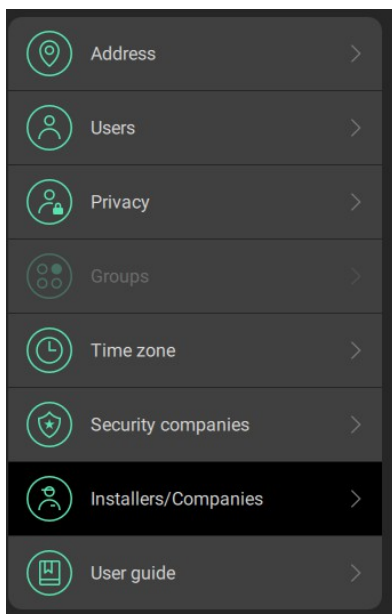 Address
Users
Privacy
Groups
Time zone
Security companies
Installers/Companies
User guide